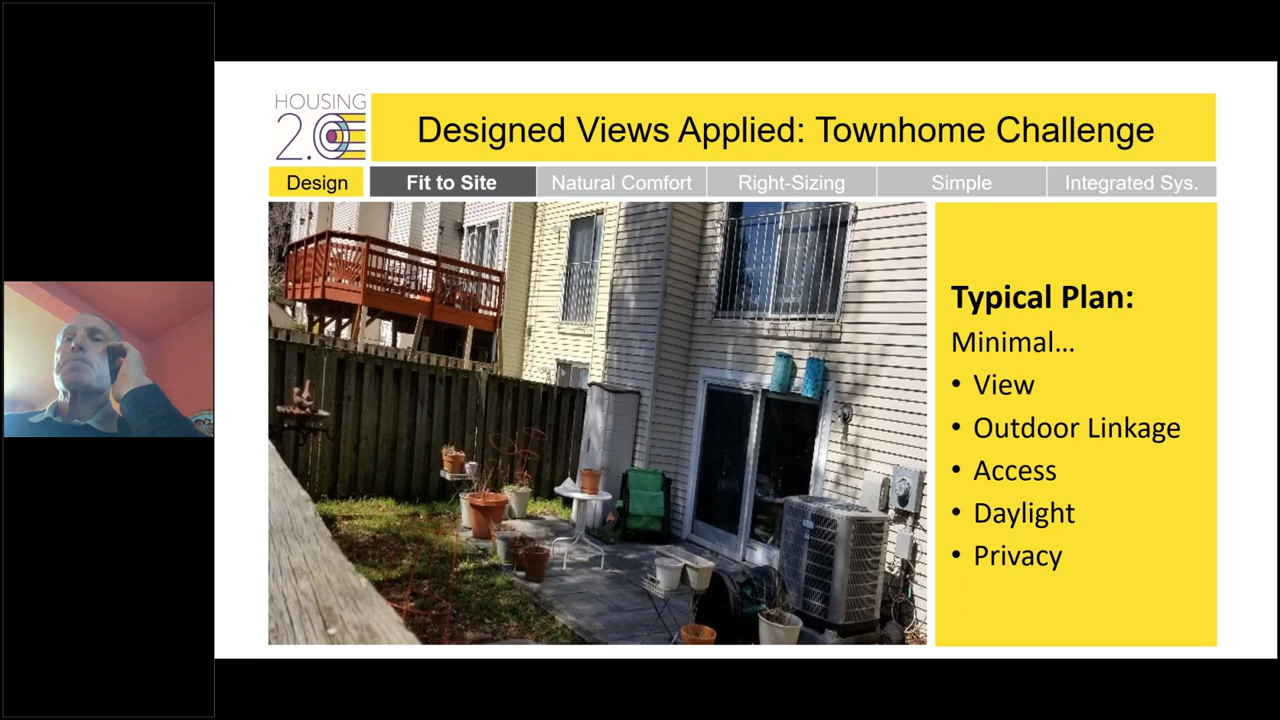 HOUSING
2.0
Designed Views Applied: Townhome Challenge
Design
Fit to Site
Natural Comfort
Right-Sizing
Simple
Integrated Sys.
Typical Plan:
Minimal…
• View
• Outdoor Linkage
• Access
• Daylight
• Privacy